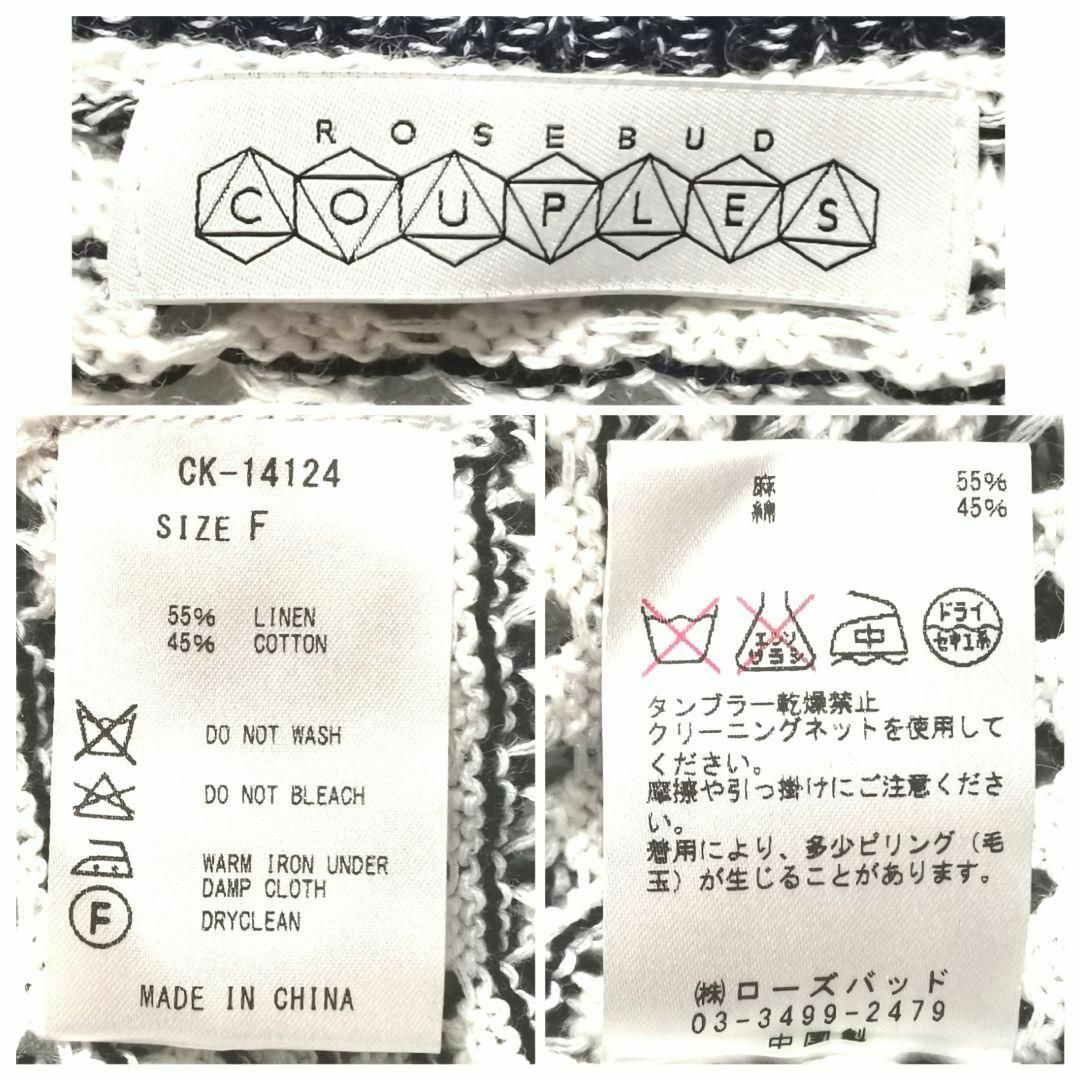 ROSEBUD
COUPLES
CK-14124
SIZE F
55% LINEN
45% COTTON
DO NOT WASH
DO NOT BLEACH
WARM IRON UNDER
DAMP CLOTH
F
DRYCLEAN
MADE IN CHINA
麻 55%
綿 45%
エンソ
サラシ
中
ドライ
セキユ系
タンブラー乾燥禁止
クリーニングネットを使用して
ください。
摩擦や引っ掛けにご注意くださ
い。
着用により、多少ピリング（毛
玉）が生じることがあります。
㈱ローズバッド
03-3499-2479
中国製